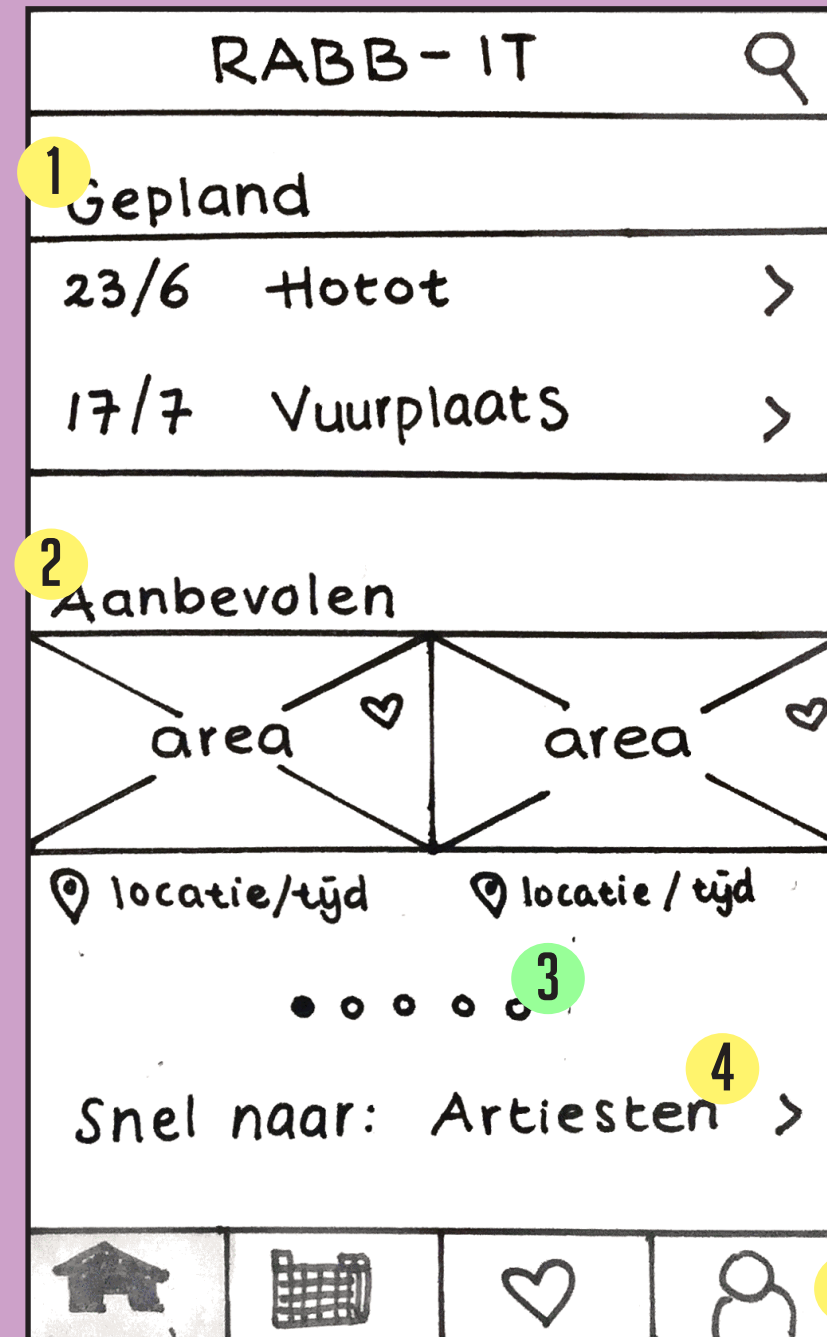 RABB-IT
1
Gepland
23/6 Hotot >
17/7 Vuurplaats >
2
Aanbevolen
area area
locatie/tijd locatie/tijd
3
4
Snel naar: Artiesten >